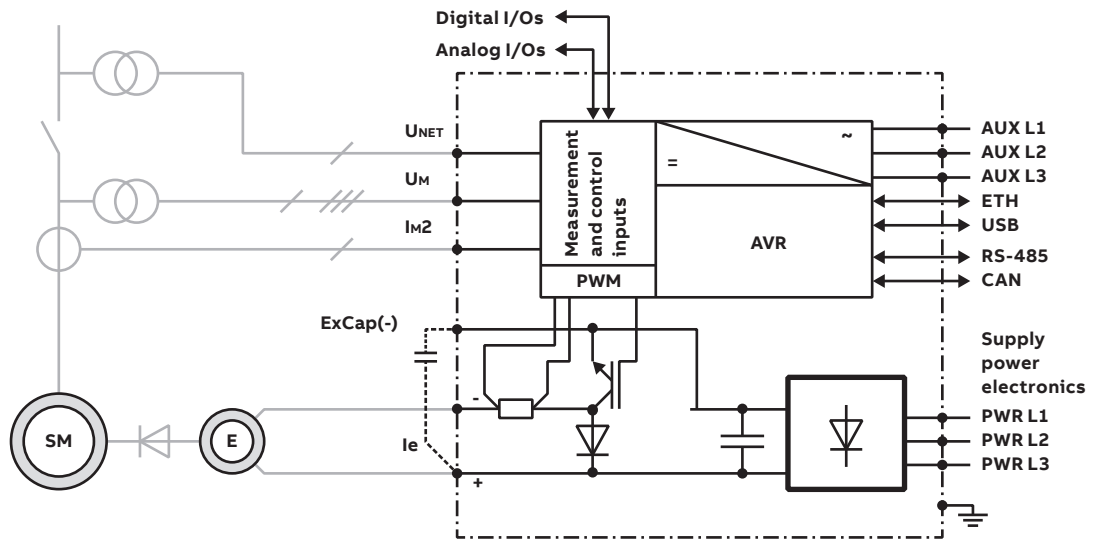 Digital I/Os
Analog I/Os
UNET
UM
IM2
Measurement
and control
inputs
PWM
=
~
AVR
AUX L1
AUX L2
AUX L3
ETH
USB
RS-485
CAN
ExCap(-)
-
Ie
+
SM
E
Supply
power
electronics
PWR L1
PWR L2
PWR L3